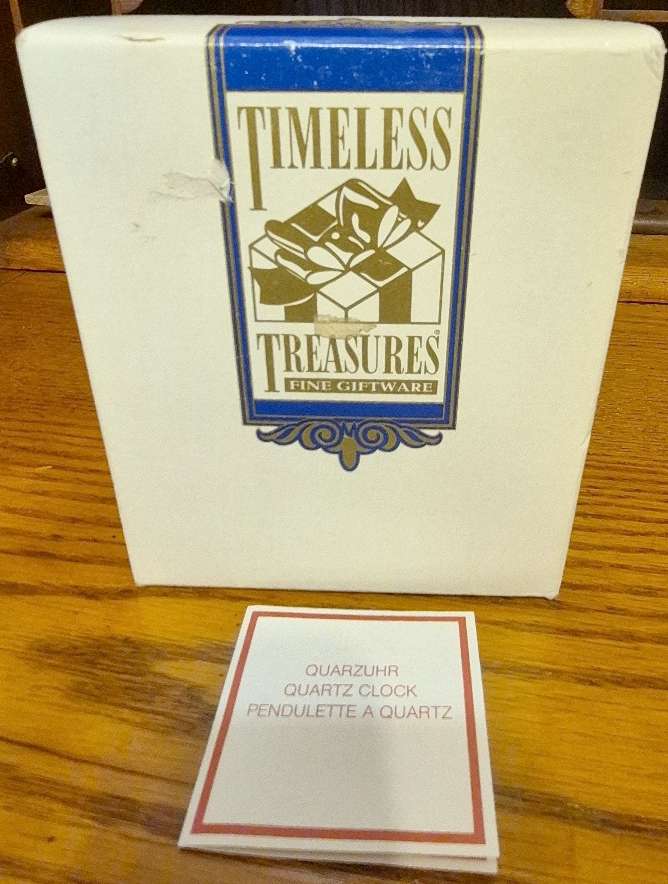 TIMELESS
TREASURES®
FINE GIFTWARE
QUARZUHR
QUARTZ CLOCK
PENDULETTE A QUARTZ